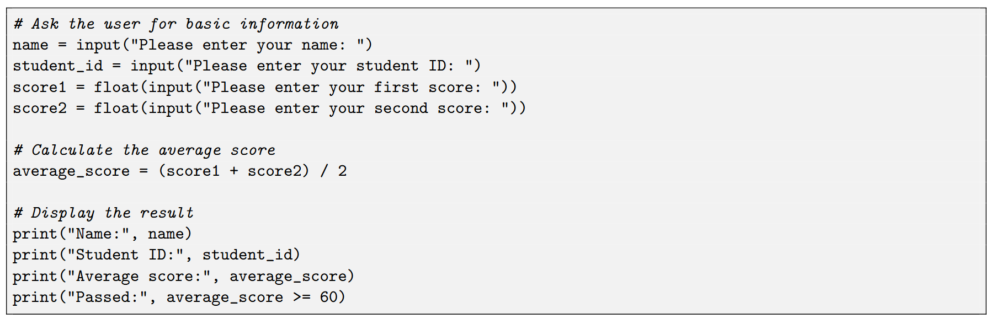 # Ask the user for basic information
name = input("Please enter your name: ")
student_id = input("Please enter your student ID: ")
score1 = float(input("Please enter your first score: "))
score2 = float(input("Please enter your second score: "))
# Calculate the average score
average_score = (score1 + score2) / 2
# Display the result
print("Name:", name)
print("Student ID:", student_id)
print("Average score:", average_score)
print("Passed:", average_score >= 60)